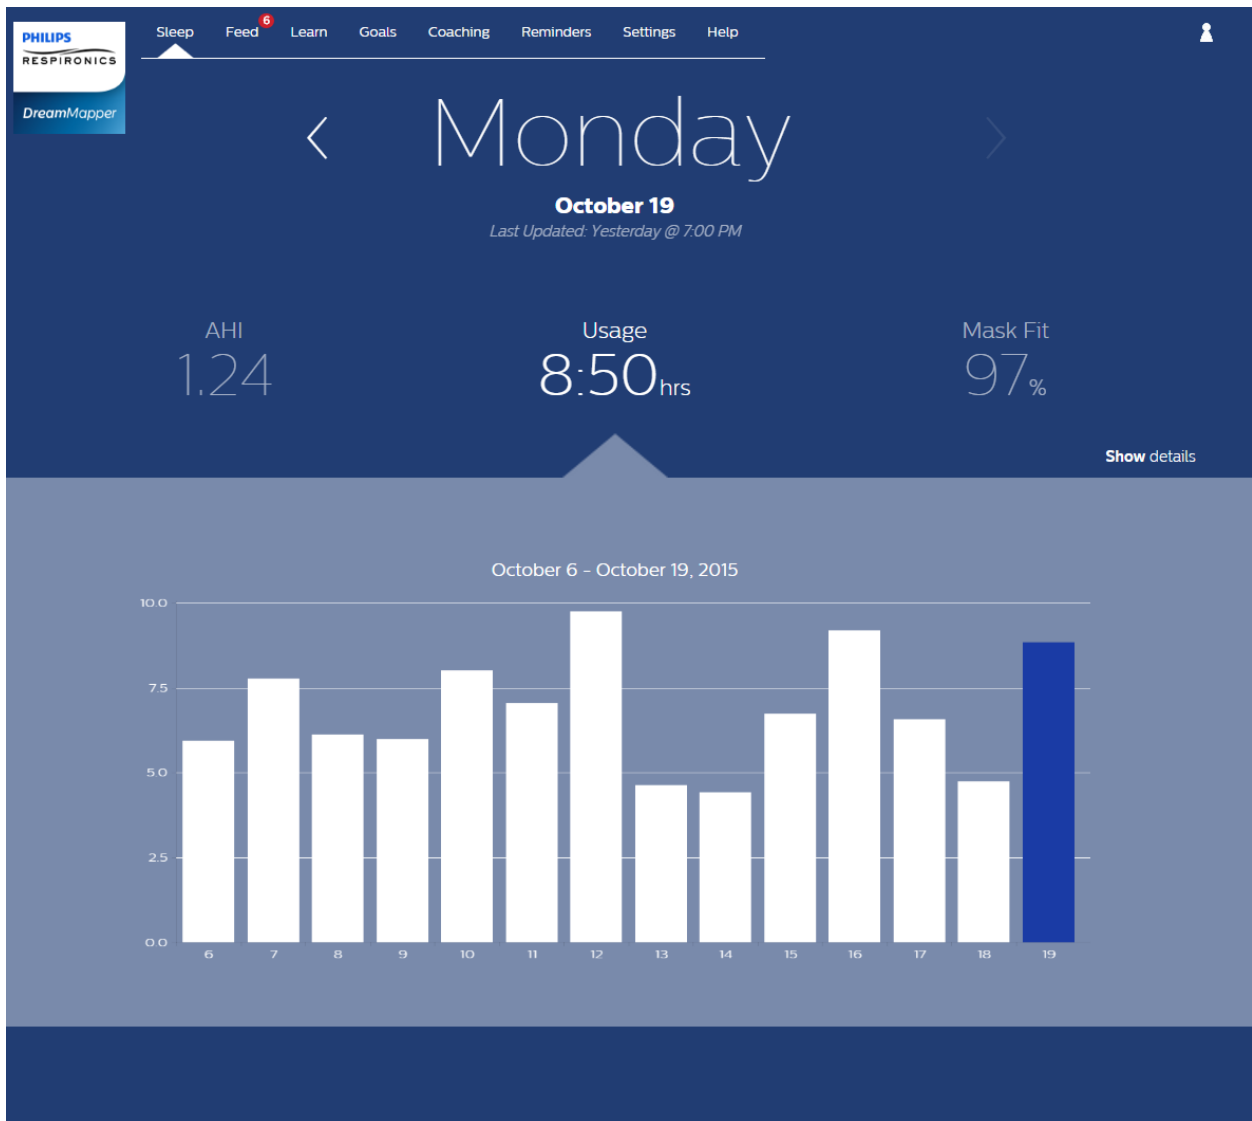 PHILIPS
RESPIRONICS
DreamMapper
Sleep Feed 6 Learn Goals Coaching Reminders Settings Help
Monday
October 19
Last Updated: Yesterday @ 7:00 PM
AHI
1.24
Usage
8:50 hrs
Mask Fit
97%
Show details
October 6 - October 19, 2015
10.0
7.5
5.0
2.5
0.0
6 7 8 9 10 11 12 13 14 15 16 17 18 19